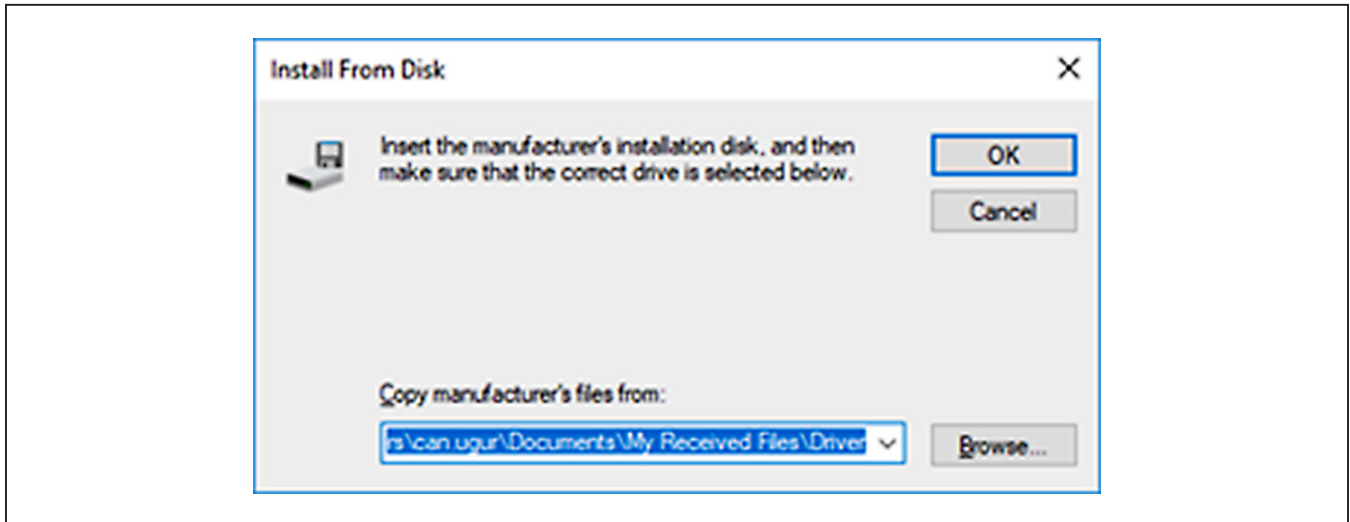 Install From Disk
Insert the manufacturer's installation disk, and then
make sure that the correct drive is selected below.
OK
Cancel
Copy manufacturer's files from:
rs\can.ugur\Documents\My Received Files\Driver
Browse...